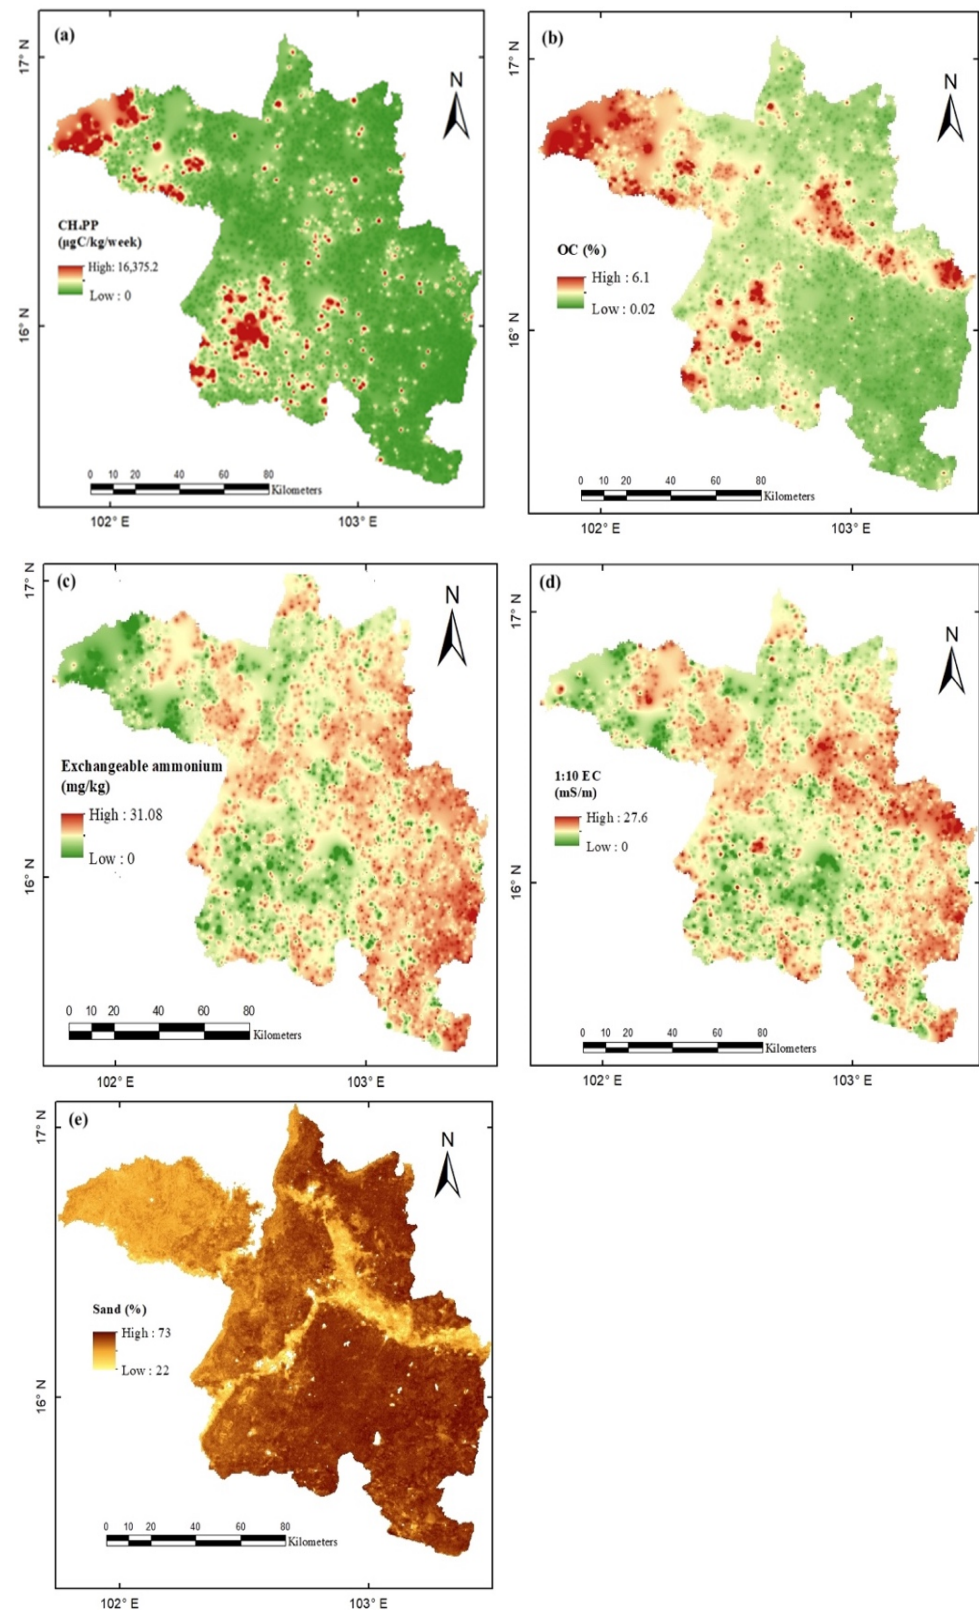 (a)
N
17° N
16° N
CH₄PP
(µgC/kg/week)
High: 16,375.2
Low : 0
0 10 20 40 60 80
Kilometers
102° E 103° E
(b)
N
17° N
16° N
OC (%)
High : 6.1
Low : 0.02
0 10 20 40 60 80
Kilometers
102° E 103° E
(c)
N
17° N
16° N
Exchangeable ammonium
(mg/kg)
High : 31.08
Low : 0
0 10 20 40 60 80
Kilometers
102° E 103° E
(d)
N
17° N
16° N
1:10 EC
(mS/m)
High : 27.6
Low : 0
0 10 20 40 60 80
Kilometers
102° E 103° E
(e)
N
17° N
16° N
Sand (%)
High : 73
Low : 22
0 10 20 40 60 80
Kilometers
102° E 103° E